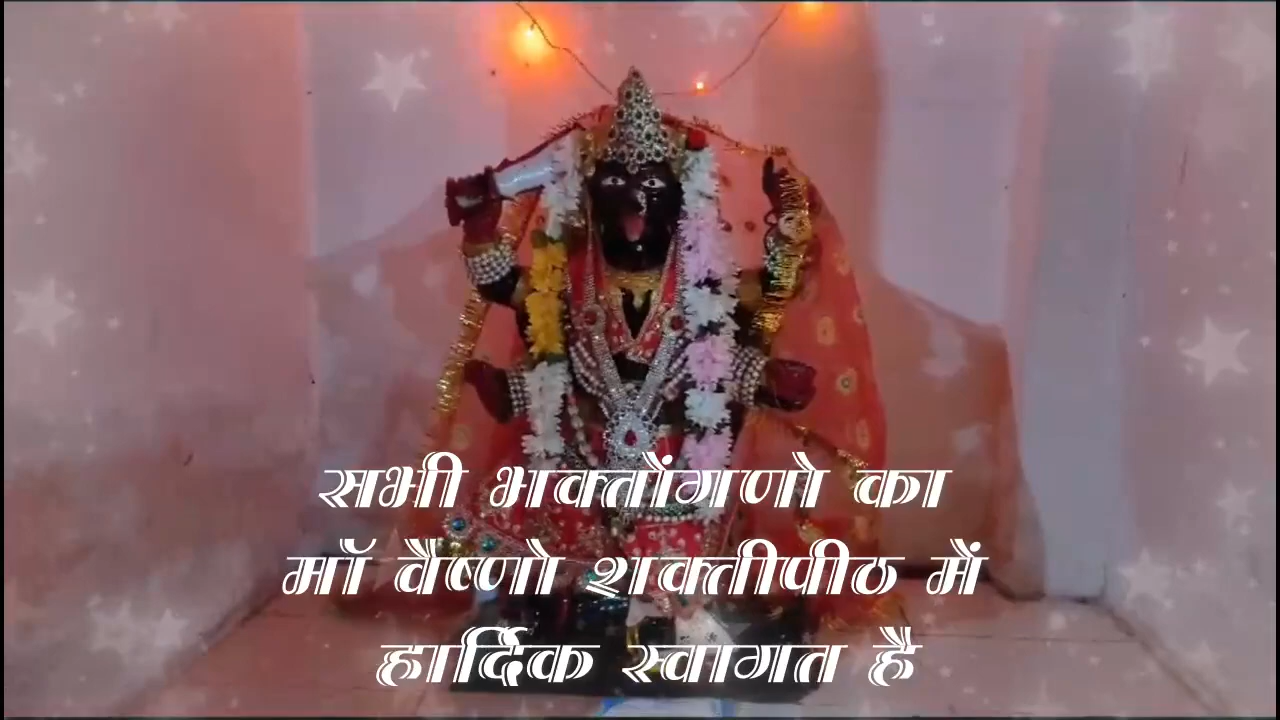 सभी भक्तोंगणो का
मॉ वैष्णो शक्तीपीठ में
हार्दिक स्वागत है